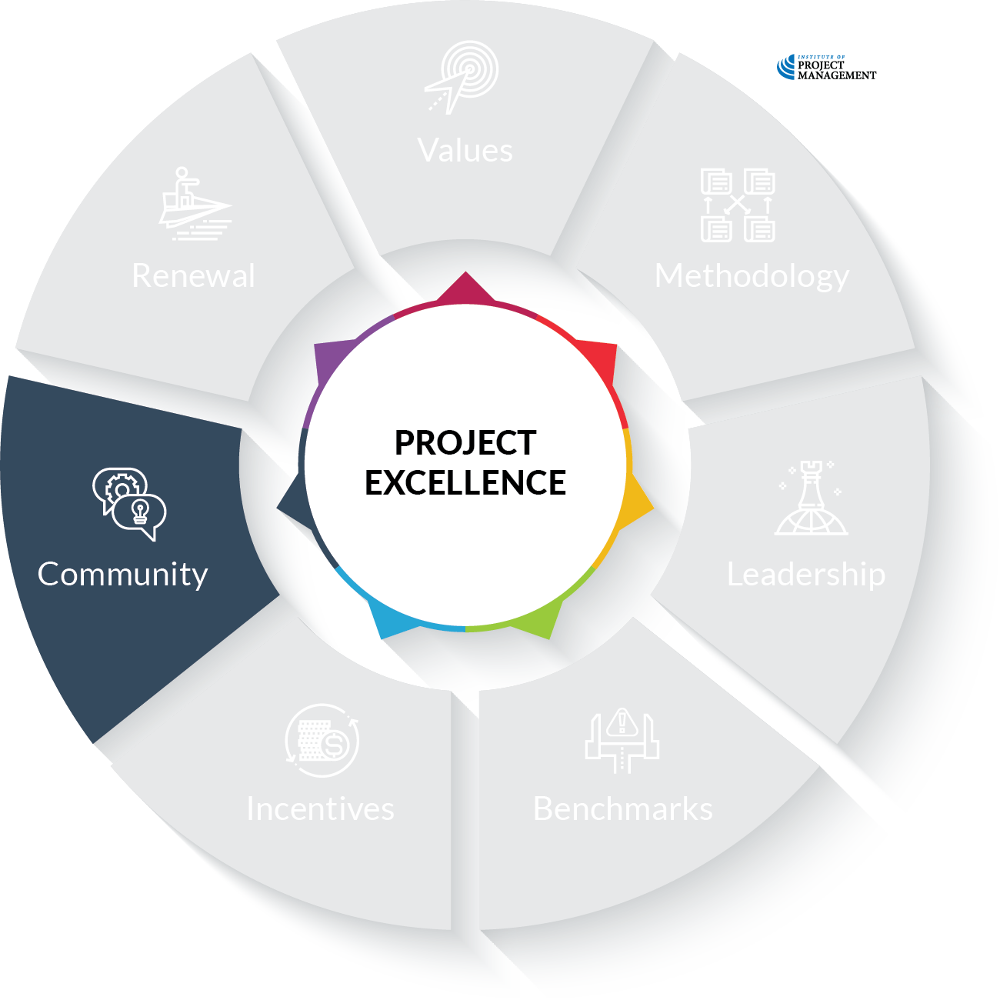 INSTITUTE OF
PROJECT
MANAGEMENT
Values
Methodology
Renewal
PROJECT
EXCELLENCE
Community
Leadership
Incentives
Benchmarks